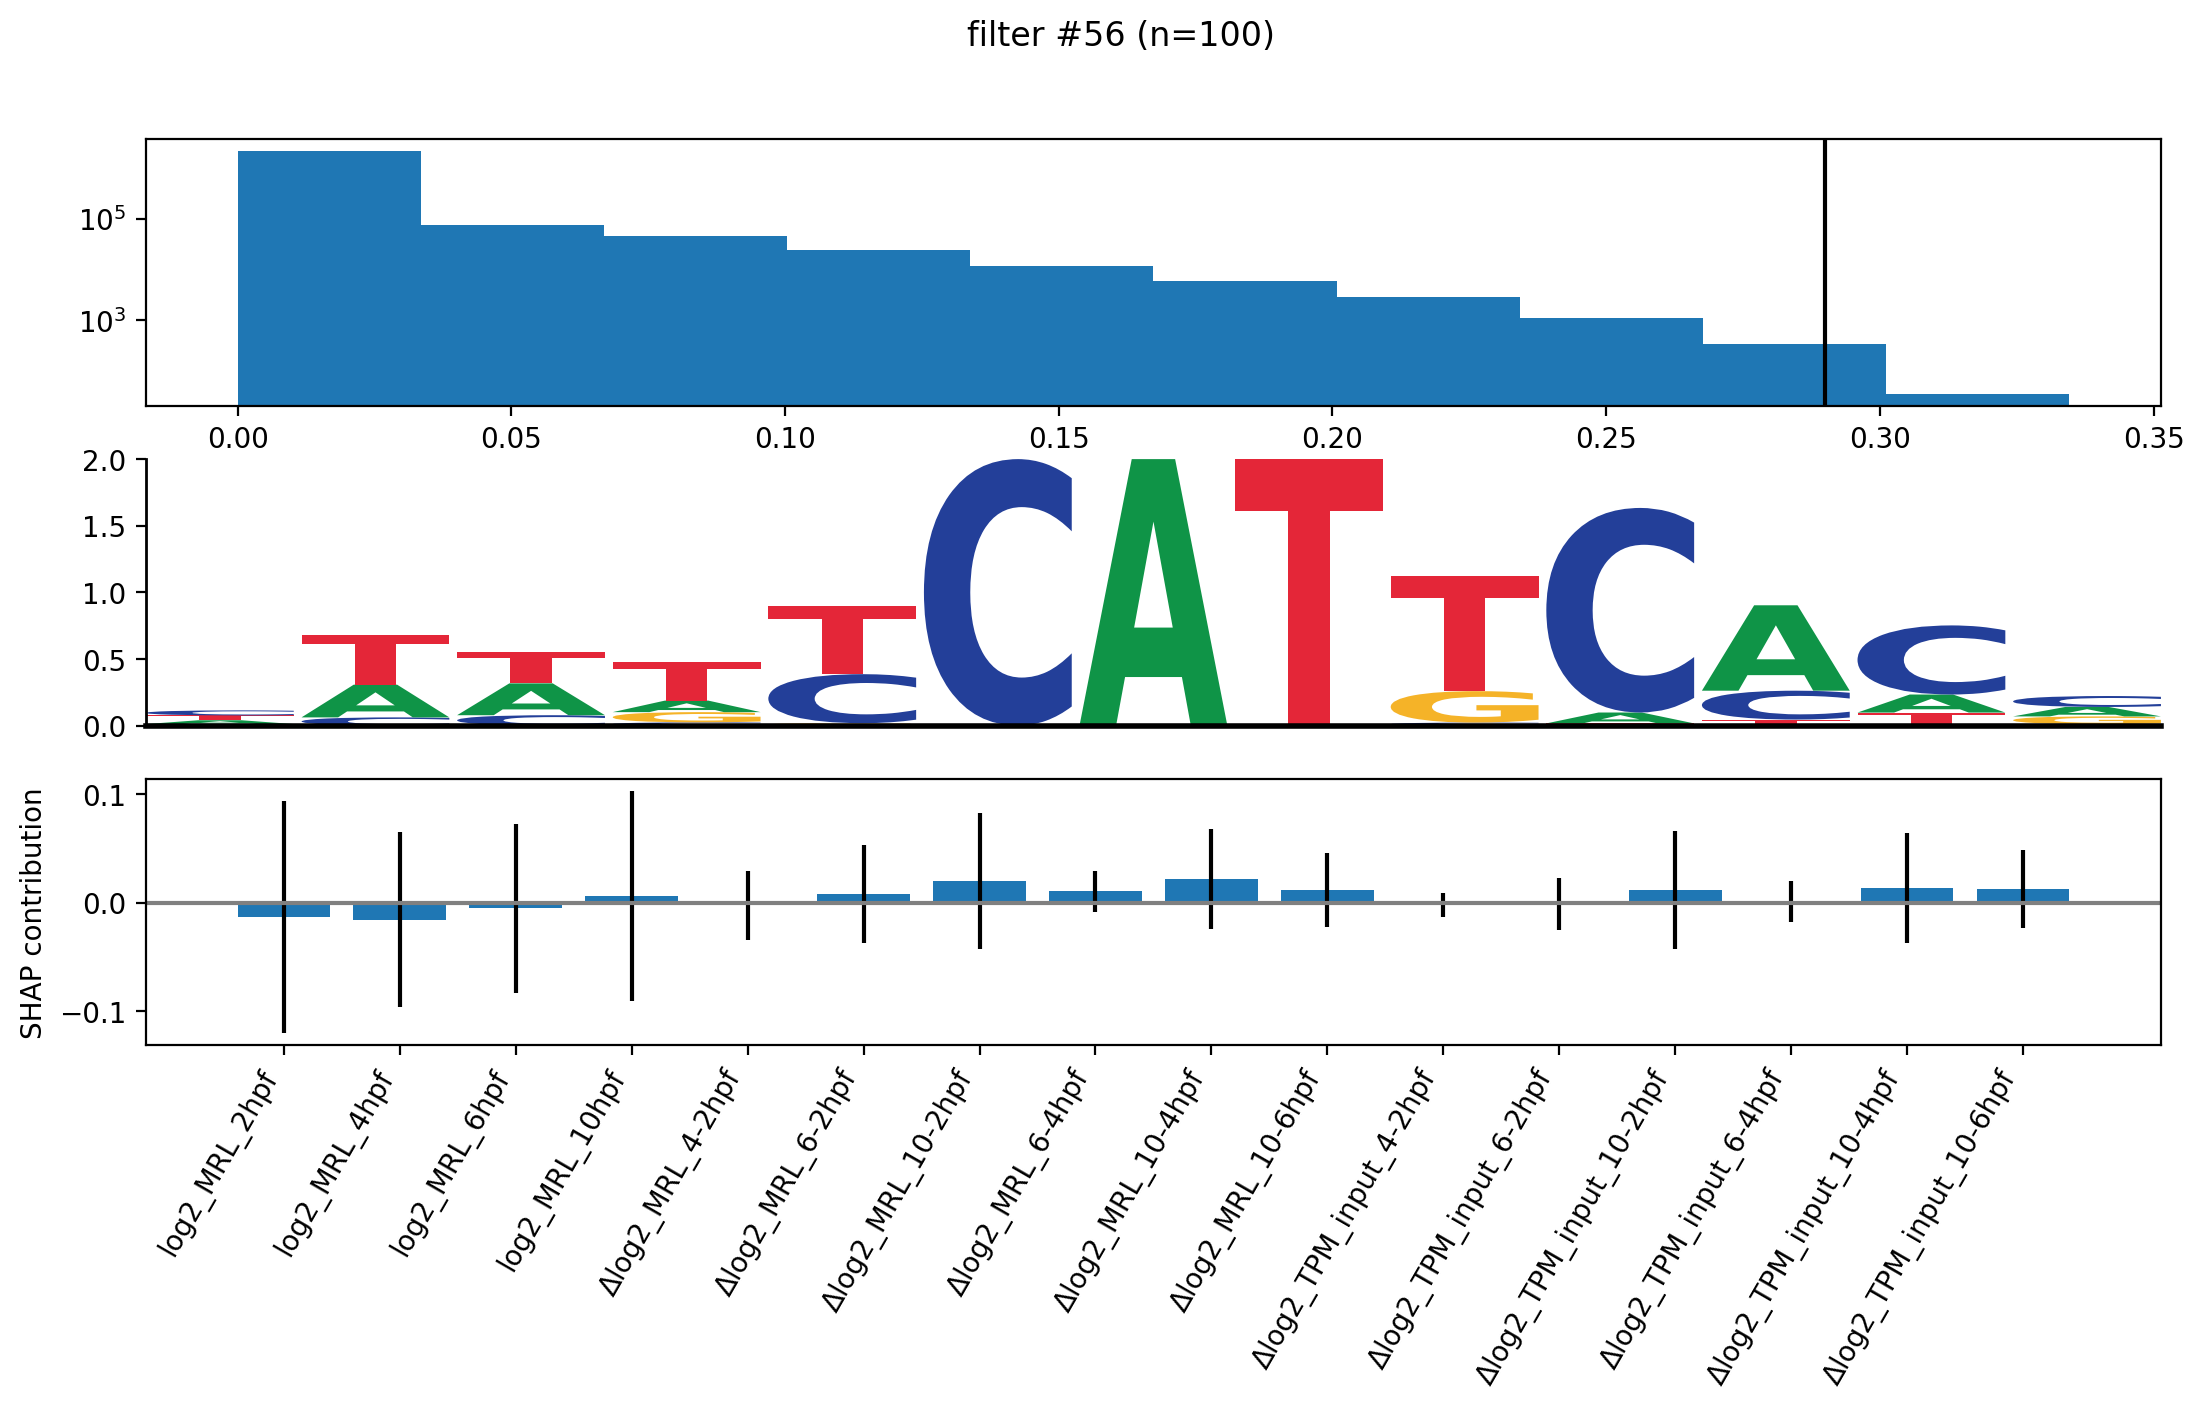 filter #56 (n=100)
10^5
10^3
0.00 0.05 0.10 0.15 0.20 0.25 0.30 0.35
2.0
1.5
1.0
0.5
0.0
C T A
T A C
T A C
T A G
T C
C
A
T
T G
C A
A C T
C A T
C A G
SHAP contribution
0.1
0.0
−0.1
log2_MRL_2hpf
log2_MRL_4hpf
log2_MRL_6hpf
log2_MRL_10hpf
Δlog2_MRL_4-2hpf
Δlog2_MRL_6-2hpf
Δlog2_MRL_10-2hpf
Δlog2_MRL_6-4hpf
Δlog2_MRL_10-4hpf
Δlog2_MRL_10-6hpf
Δlog2_TPM_input_4-2hpf
Δlog2_TPM_input_6-2hpf
Δlog2_TPM_input_10-2hpf
Δlog2_TPM_input_6-4hpf
Δlog2_TPM_input_10-4hpf
Δlog2_TPM_input_10-6hpf